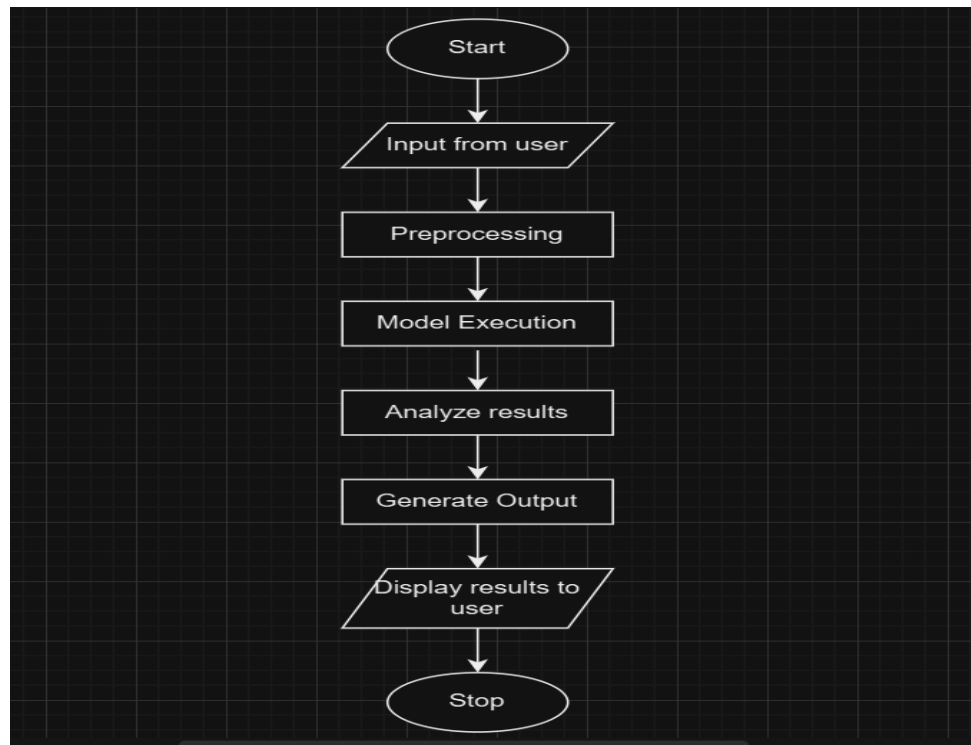 Start
Input from user
Preprocessing
Model Execution
Analyze results
Generate Output
Display results to
user
Stop